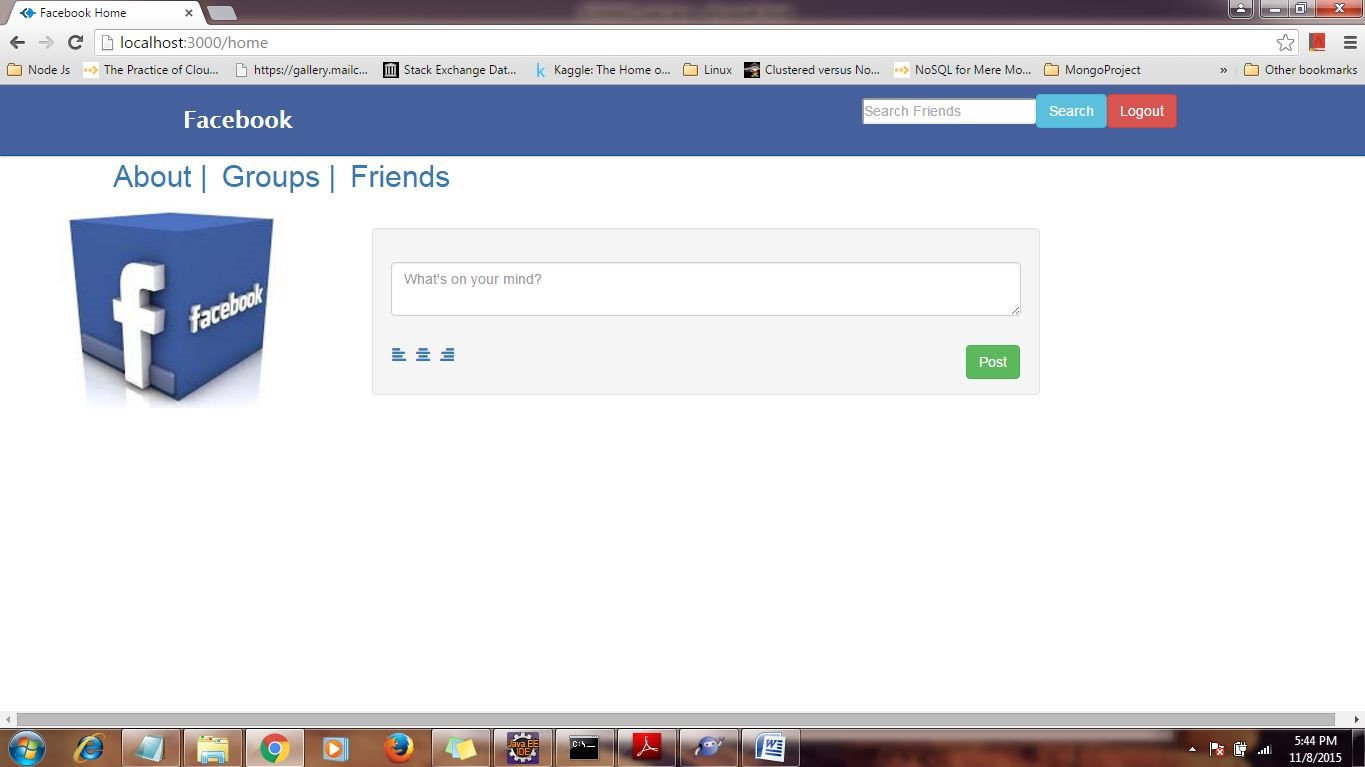 Facebook Home
localhost:3000/home
Node Js The Practice of Clou... https://gallery.mailc... Stack Exchange Dat... Kaggle: The Home o... Linux Clustered versus No... NoSQL for Mere Mo... MongoProject » Other bookmarks
Facebook Search Friends Search Logout
About | Groups | Friends
f facebook
What's on your mind?
Post
Java EE
IDE
C:\
5:44 PM
11/8/2015